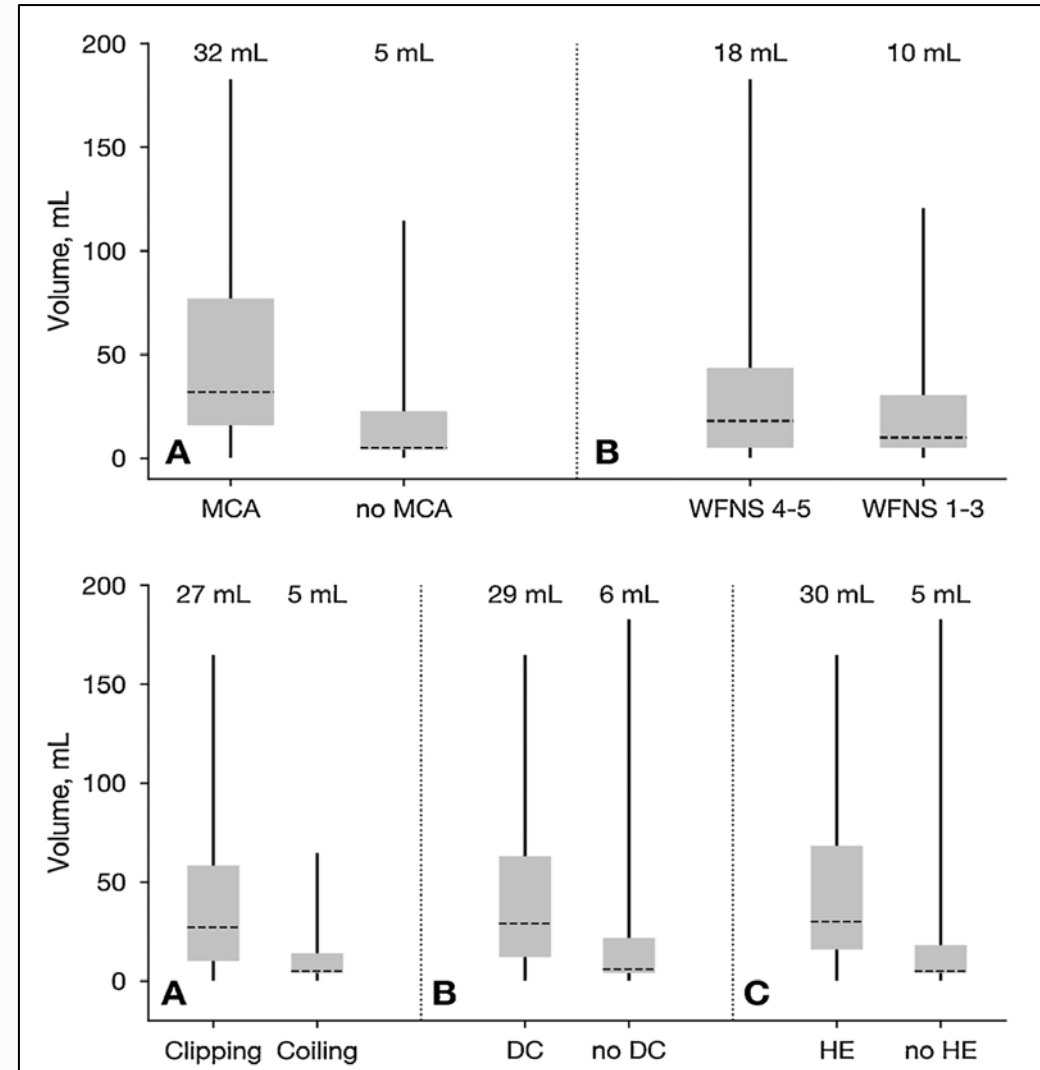 200 32 mL 5 mL 18 mL 10 mL
150
100
50
0
Volume, mL
A B
MCA no MCA WFNS 4-5 WFNS 1-3
200 27 mL 5 mL 29 mL 6 mL 30 mL 5 mL
150
100
50
0
Volume, mL
A B C
Clipping Coiling DC no DC HE no HE